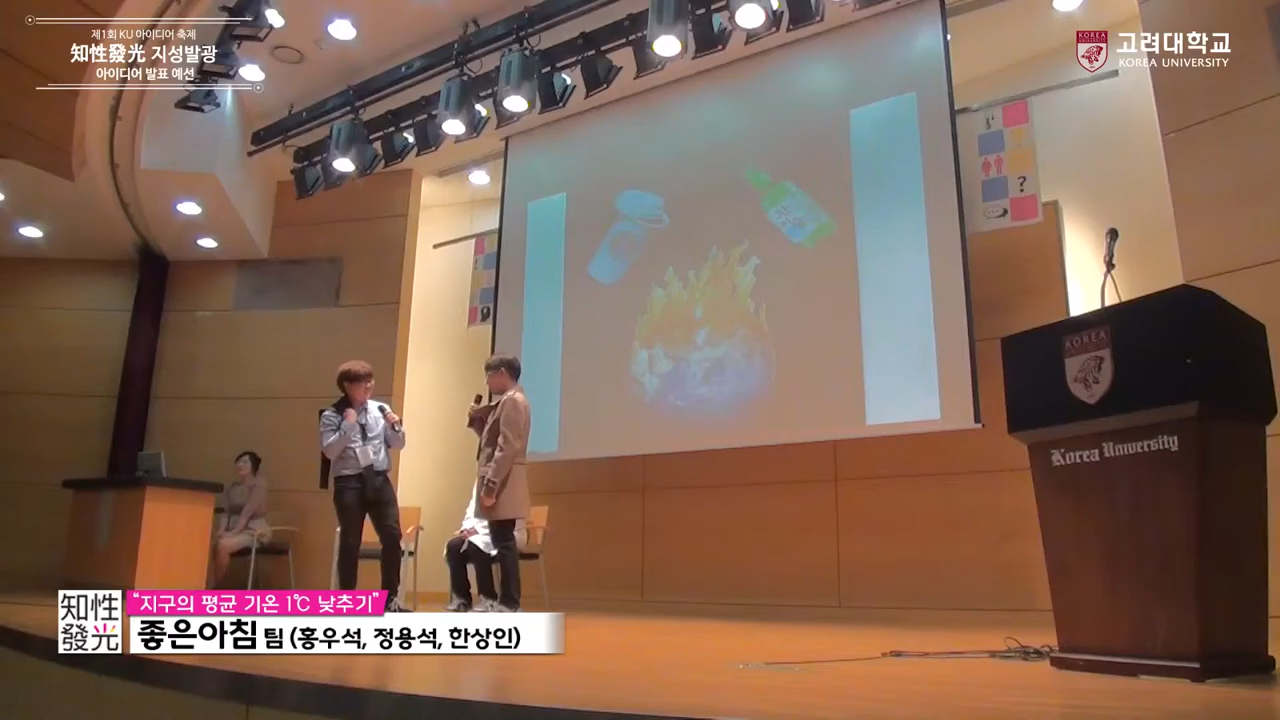 제1회 KU 아이디어 축제
知性發光 지성발광
아이디어 발표 예선
KOREA
고려대학교
KOREA UNIVERSITY
?
KOREA
Korea University
知性
發光
“지구의 평균 기온 1℃ 낮추기”
좋은아침 팀 (홍우석, 정용석, 한상인)